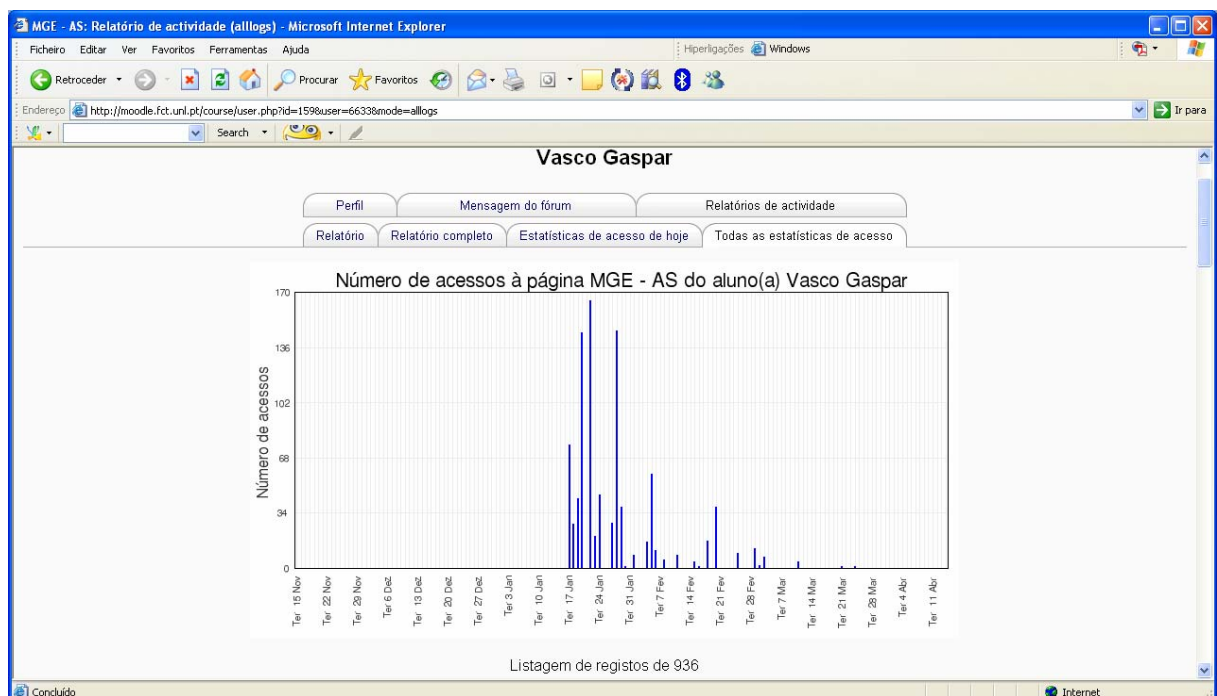 MGE - AS: Relatório de actividade (alllogs) - Microsoft Internet Explorer
Ficheiro Editar Ver Favoritos Ferramentas Ajuda Hiperligações Windows
Retroceder Procurar Favoritos
Endereço http://moodle.fct.unl.pt/course/user.php?id=159&user=6633&mode=alllogs Ir para
Search
Vasco Gaspar
Perfil Mensagem do fórum Relatórios de actividade
Relatório Relatório completo Estatísticas de acesso de hoje Todas as estatísticas de acesso
Número de acessos à página MGE - AS do aluno(a) Vasco Gaspar
Número de acessos
170
136
102
68
34
0
Ter 15 Nov
Ter 22 Nov
Ter 29 Nov
Ter 6 Dez
Ter 13 Dez
Ter 20 Dez
Ter 27 Dez
Ter 3 Jan
Ter 10 Jan
Ter 17 Jan
Ter 24 Jan
Ter 31 Jan
Ter 7 Fev
Ter 14 Fev
Ter 21 Fev
Ter 28 Fev
Ter 7 Mar
Ter 14 Mar
Ter 21 Mar
Ter 28 Mar
Ter 4 Abr
Ter 11 Abr
Listagem de registos de 936
Concluído Internet